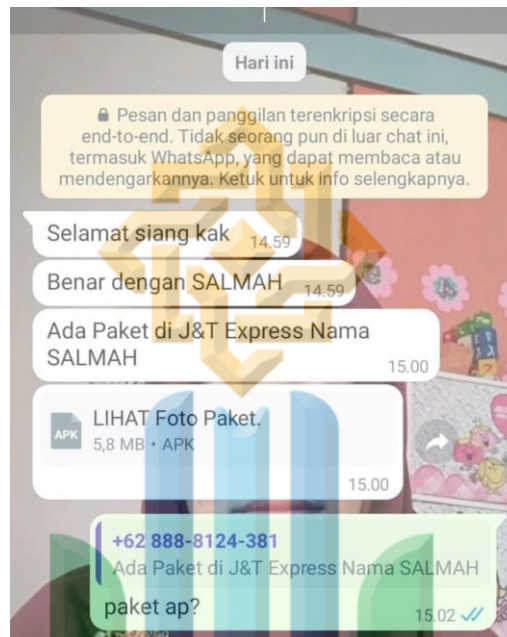 Hari ini
Pesan dan panggilan terenkripsi secara
end-to-end. Tidak seorang pun di luar chat ini,
termasuk WhatsApp, yang dapat membaca atau
mendengarkannya. Ketuk untuk info selengkapnya.
Selamat siang kak 14.59
Benar dengan SALMAH 14.59
Ada Paket di J&T Express Nama
SALMAH 15.00
LIHAT Foto Paket.
APK
5,8 MB • APK
15.00
+62 888-8124-381
Ada Paket di J&T Express Nama SALMAH
paket ap? 15.02